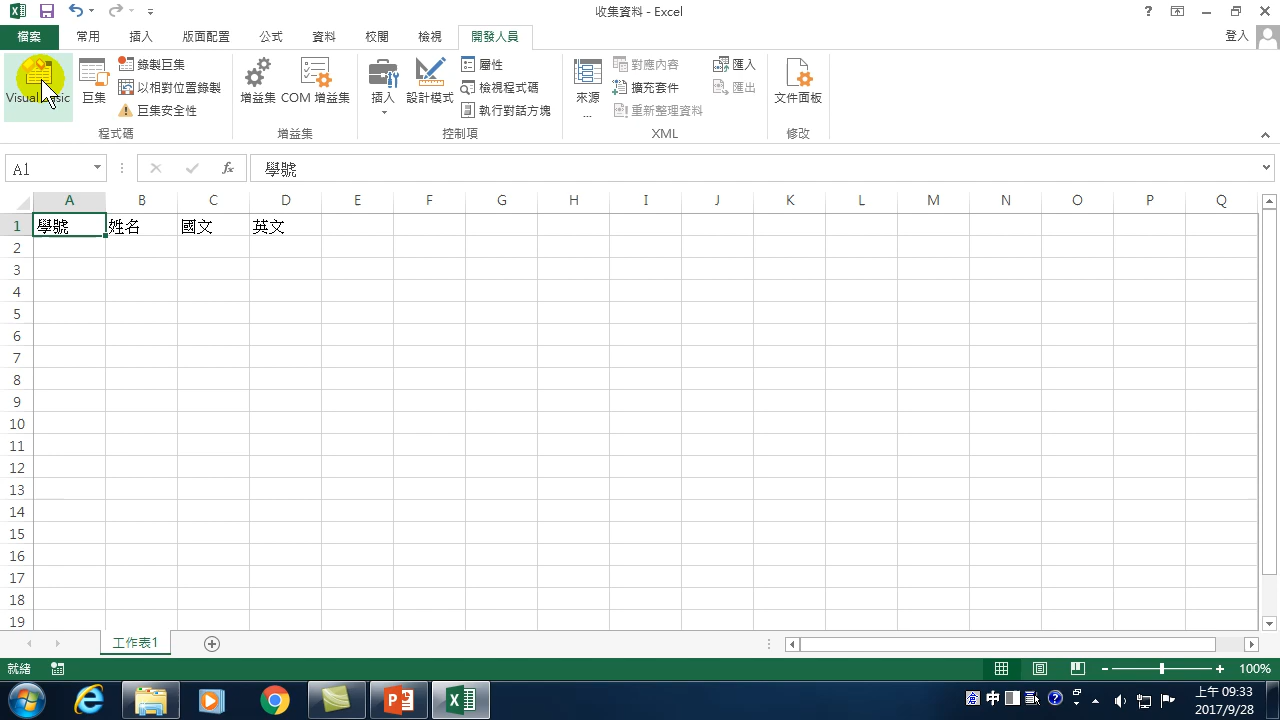 收集資料 - Excel
檔案 常用 插入 版面配置 公式 資料 校閱 檢視 開發人員 登入
Visual Basic
巨集
錄製巨集
以相對位置錄製
巨集安全性
程式碼
增益集
COM 增益集
增益集
插入
設計模式
屬性
檢視程式碼
執行對話方塊
控制項
來源
...
對應內容
擴充套件
重新整理資料
匯入
匯出
XML
文件面板
修改
A1 fx 學號
A B C D E F G H I J K L M N O P Q
1 學號 姓名 國文 英文
2
3
4
5
6
7
8
9
10
11
12
13
14
15
16
17
18
19
工作表1
就緒 100%
中
上午 09:33
2017/9/28